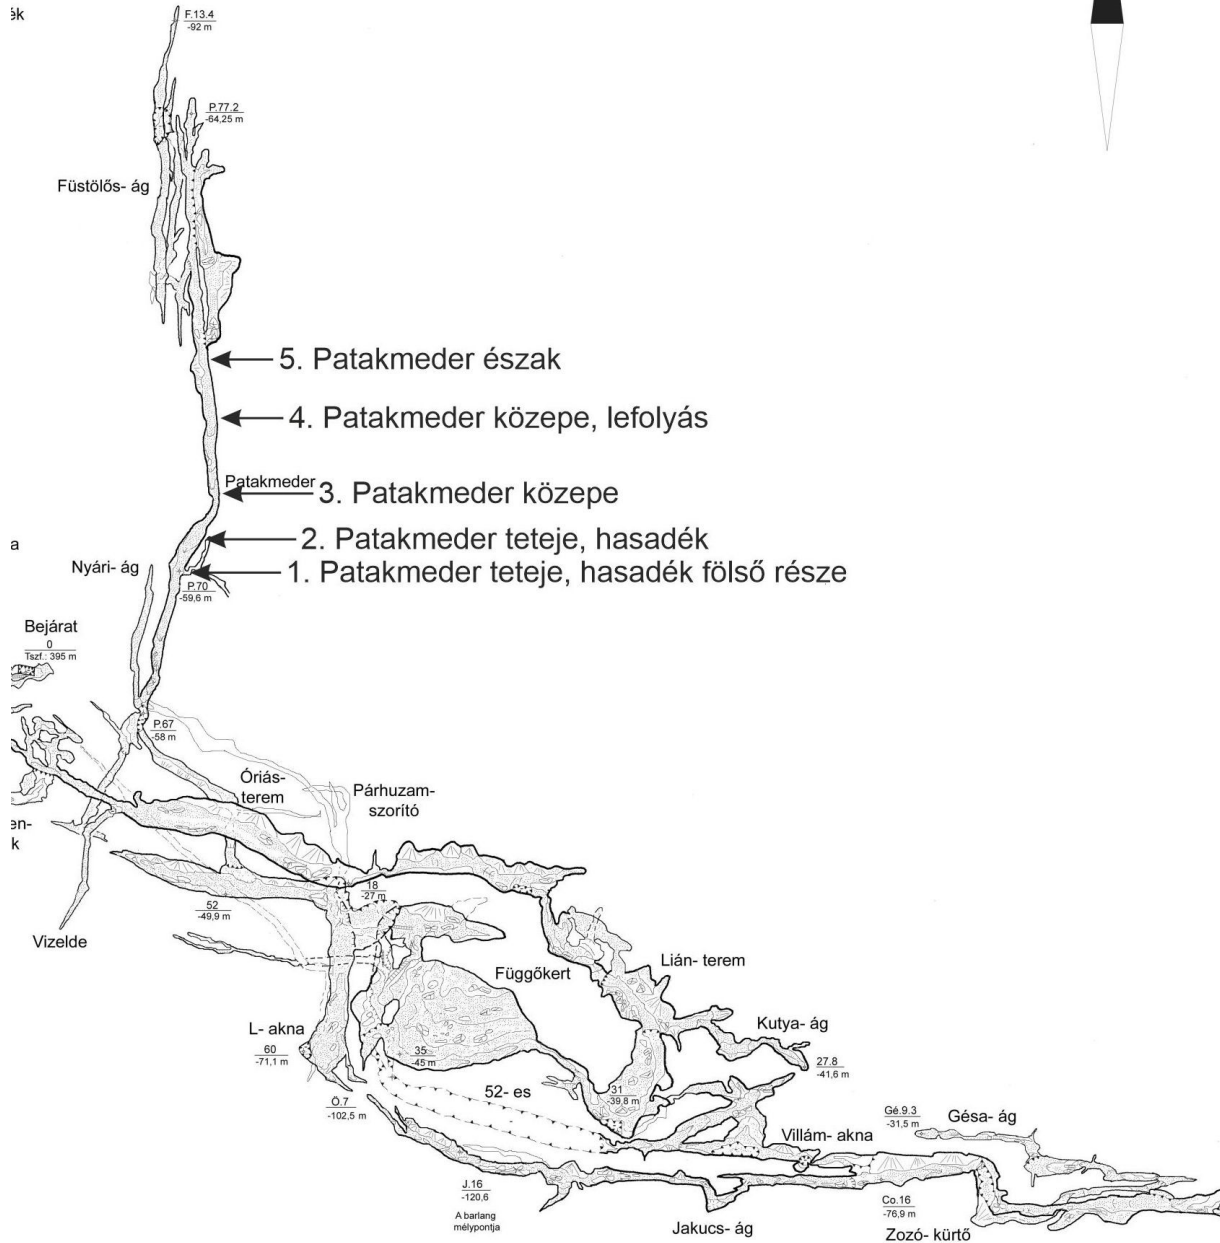 ék
F.13.4
-92 m
P.77.2
-64,25 m
Füstölős- ág
5. Patakmeder észak
4. Patakmeder közepe, lefolyás
Patakmeder
3. Patakmeder közepe
2. Patakmeder teteje, hasadék
a
Nyári- ág
1. Patakmeder teteje, hasadék fölső része
P.70
-59,6 m
Bejárat
0
Tszf.: 395 m
P.67
-58 m
Óriás-
terem
Párhuzam-
szorító
en-
k
18
-27 m
52
-49,9 m
Vizelde
Függőkert
Lián- terem
L- akna
60
-71,1 m
35
-45 m
Kutya- ág
27.8
-41,6 m
Ö.7
-102,5 m
52- es
31
-39,8 m
Villám- akna
Gé.9.3
-31,5 m
Gésa- ág
J.16
-120,6
A barlang
mélypontja
Jakucs- ág
Co.16
-76,9 m
Zozó- kürtő